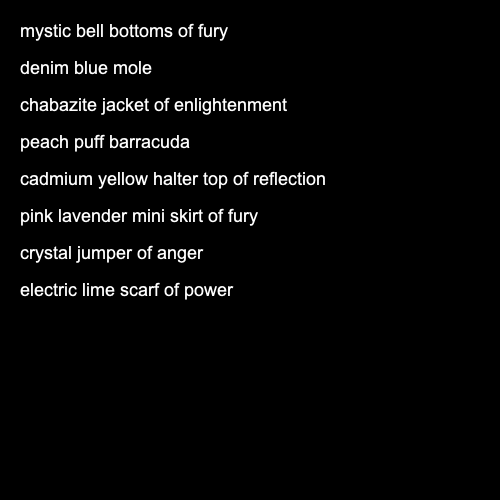 mystic bell bottoms of fury
denim blue mole
chabazite jacket of enlightenment
peach puff barracuda
cadmium yellow halter top of reflection
pink lavender mini skirt of fury
crystal jumper of anger
electric lime scarf of power